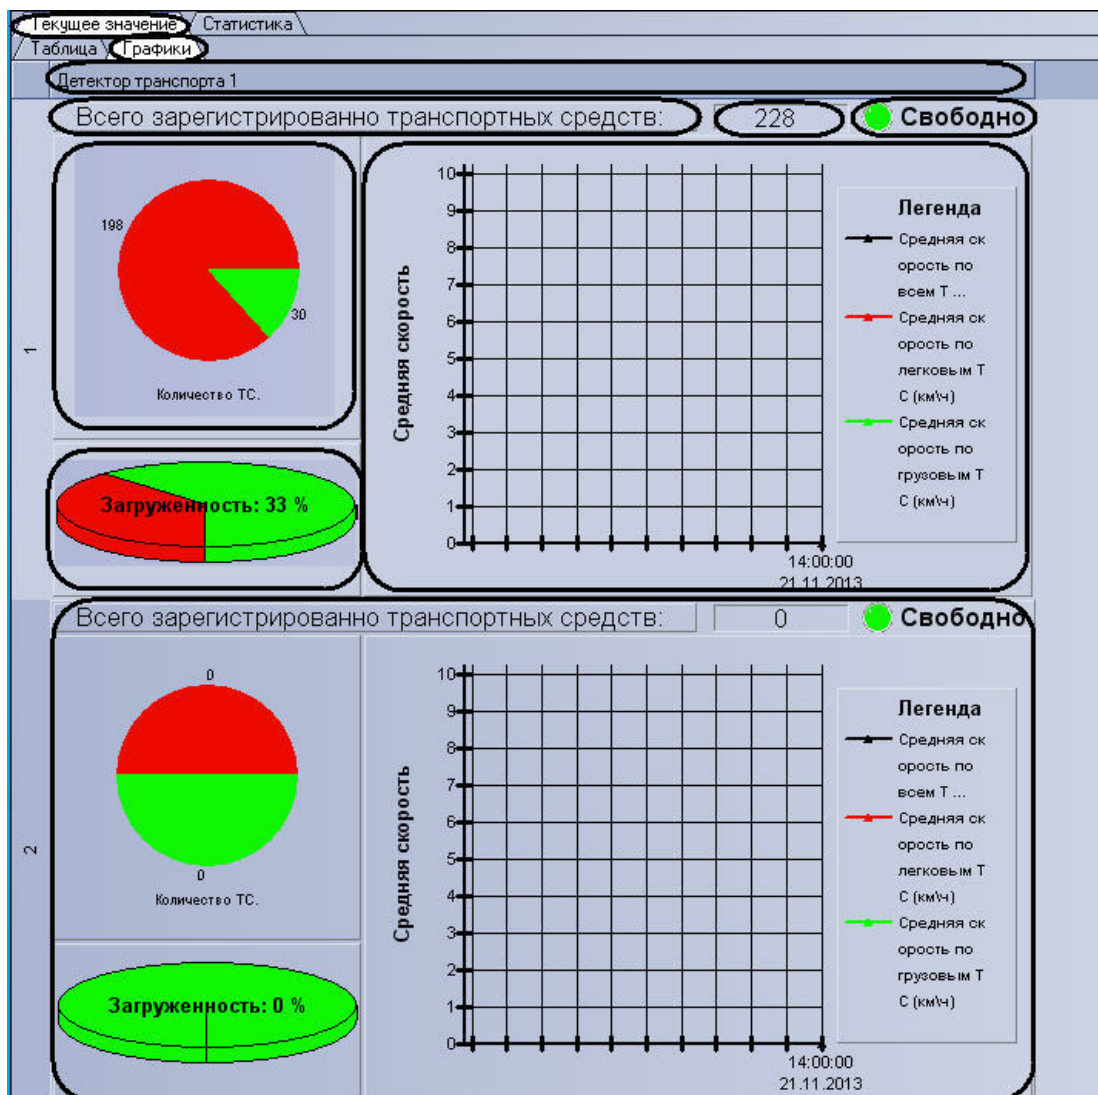 Текущее значение Статистика
Таблица Графики
Детектор транспорта 1
Всего зарегистрированно транспортных средств: 228 Свободно
1
198
30
Количество ТС.
Загруженность: 33 %
Средняя скорость
10
9
8
7
6
5
4
3
2
1
0
14:00:00
21.11.2013
Легенда
Средняя ск
орость по
всем Т ...
Средняя ск
орость по
легковым Т
С (км\ч)
Средняя ск
орость по
грузовым Т
С (км\ч)
Всего зарегистрированно транспортных средств: 0 Свободно
2
0
0
Количество ТС.
Загруженность: 0 %
Средняя скорость
10
9
8
7
6
5
4
3
2
1
0
14:00:00
21.11.2013
Легенда
Средняя ск
орость по
всем Т ...
Средняя ск
орость по
легковым Т
С (км\ч)
Средняя ск
орость по
грузовым Т
С (км\ч)